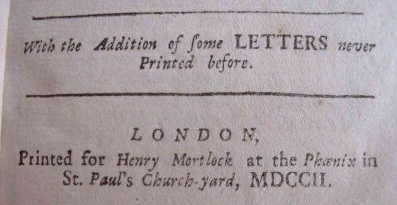 With the Addition of ſome LETTERS never
Printed before.
LONDON,
Printed for Henry Mortlock at the Phœnix in
St. Paul's Church-yard, MDCCII.